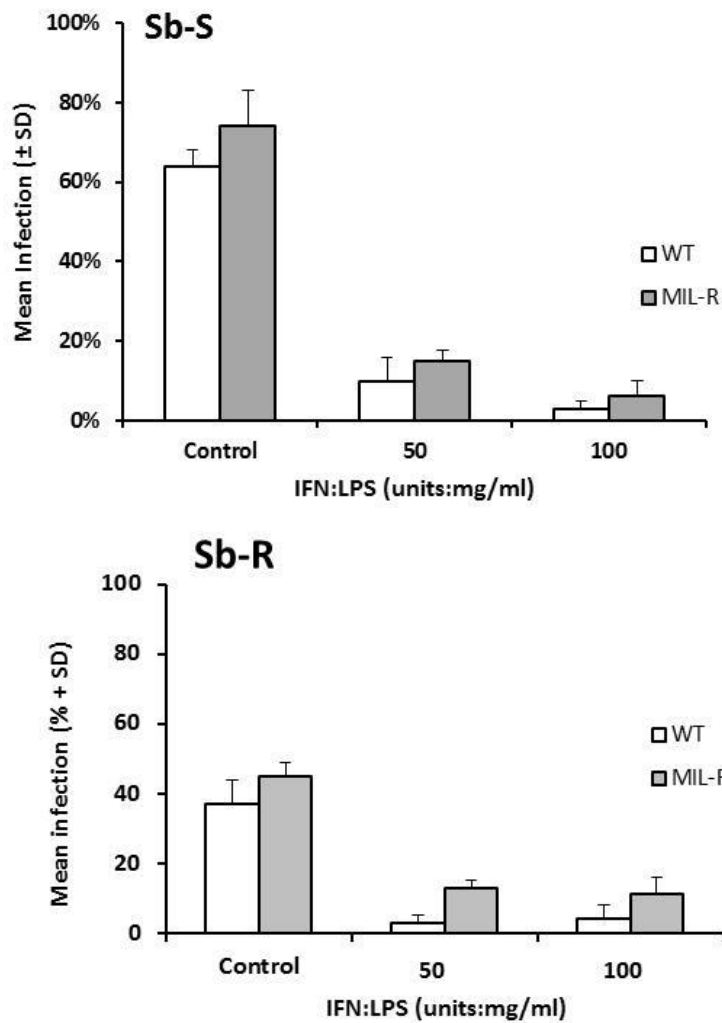 Sb-S
100%
80%
60%
40%
20%
0%
Mean Infection (± SD)
WT
MIL-R
Control 50 100
IFN:LPS (units:mg/ml)
Sb-R
100
80
60
40
20
0
Mean infection (% + SD)
WT
MIL-R
Control 50 100
IFN:LPS (units:mg/ml)